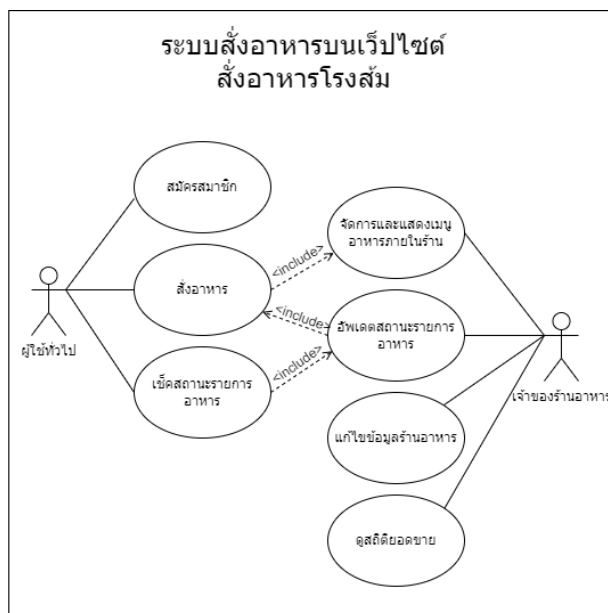 ระบบสั่งอาหารบนเว็ปไซต์
สั่งอาหารโรงส้ม
สมัครสมาชิก
จัดการและแสดงเมนู
อาหารภายในร้าน
<include>
สั่งอาหาร
<include>
อัพเดตสถานะรายการ
อาหาร
ผู้ใช้ทั่วไป
<include>
เช็คสถานะรายการ
อาหาร
เจ้าของร้านอาหาร
แก้ไขข้อมูลร้านอาหาร
ดูสถิติยอดขาย